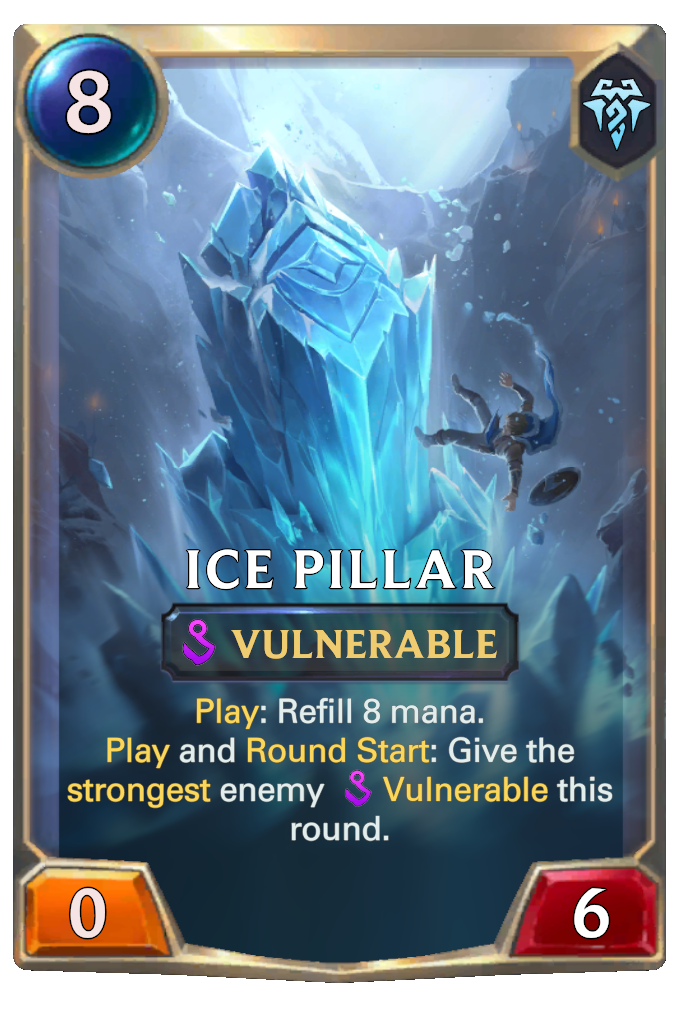 8
ICE PILLAR
VULNERABLE
Play: Refill 8 mana.
Play and Round Start: Give the
strongest enemy Vulnerable this
round.
0
6